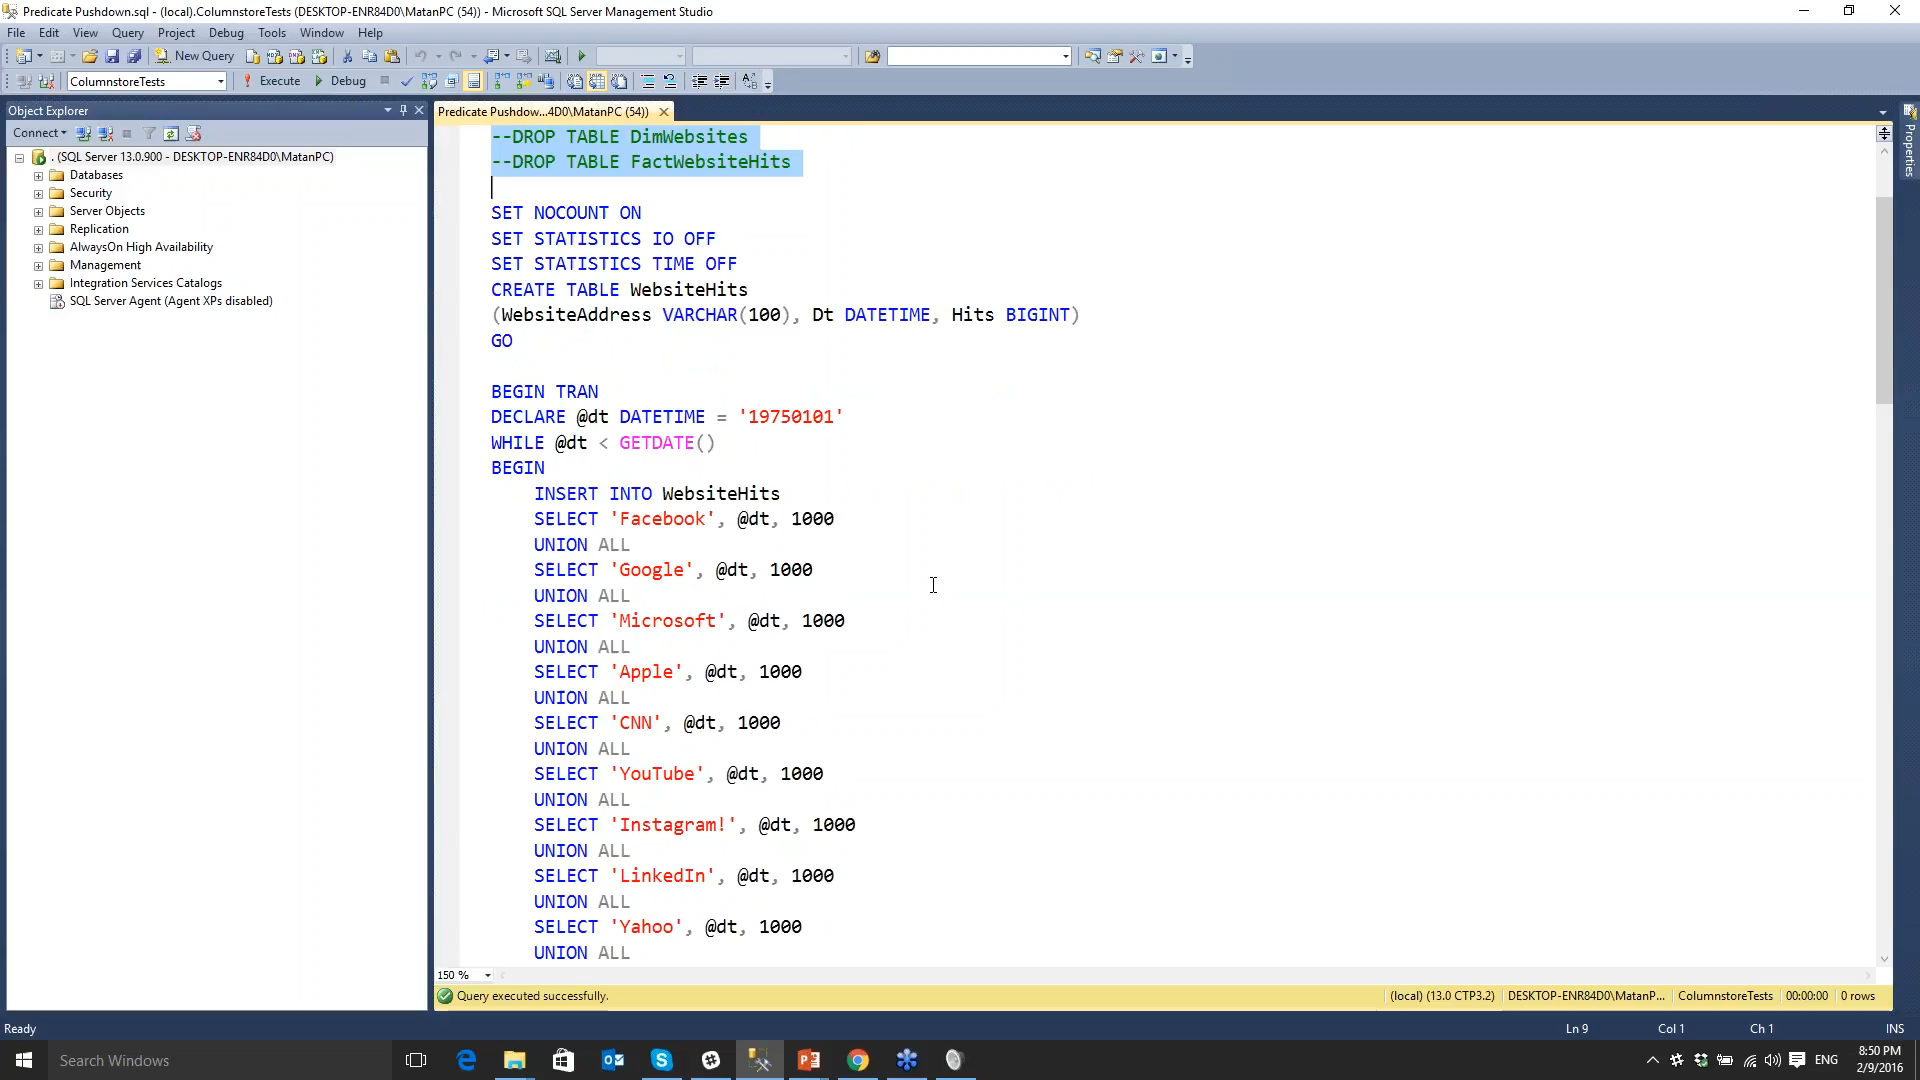 Predicate Pushdown.sql - (local).ColumnstoreTests (DESKTOP-ENR84D0\MatanPC (54)) - Microsoft SQL Server Management Studio
File Edit View Query Project Debug Tools Window Help
New Query
ColumnstoreTests Execute Debug
Object Explorer
Connect
. (SQL Server 13.0.900 - DESKTOP-ENR84D0\MatanPC)
Databases
Security
Server Objects
Replication
AlwaysOn High Availability
Management
Integration Services Catalogs
SQL Server Agent (Agent XPs disabled)
Predicate Pushdow...4D0\MatanPC (54))
--DROP TABLE DimWebsites
--DROP TABLE FactWebsiteHits
SET NOCOUNT ON
SET STATISTICS IO OFF
SET STATISTICS TIME OFF
CREATE TABLE WebsiteHits
(WebsiteAddress VARCHAR(100), Dt DATETIME, Hits BIGINT)
GO
BEGIN TRAN
DECLARE @dt DATETIME = '19750101'
WHILE @dt < GETDATE()
BEGIN
INSERT INTO WebsiteHits
SELECT 'Facebook', @dt, 1000
UNION ALL
SELECT 'Google', @dt, 1000
UNION ALL
SELECT 'Microsoft', @dt, 1000
UNION ALL
SELECT 'Apple', @dt, 1000
UNION ALL
SELECT 'CNN', @dt, 1000
UNION ALL
SELECT 'YouTube', @dt, 1000
UNION ALL
SELECT 'Instagram!', @dt, 1000
UNION ALL
SELECT 'LinkedIn', @dt, 1000
UNION ALL
SELECT 'Yahoo', @dt, 1000
UNION ALL
150 %
Query executed successfully.
(local) (13.0 CTP3.2) DESKTOP-ENR84D0\MatanP... ColumnstoreTests 00:00:00 0 rows
Properties
Ready Ln 9 Col 1 Ch 1 INS
Search Windows
ENG
8:50 PM
2/9/2016